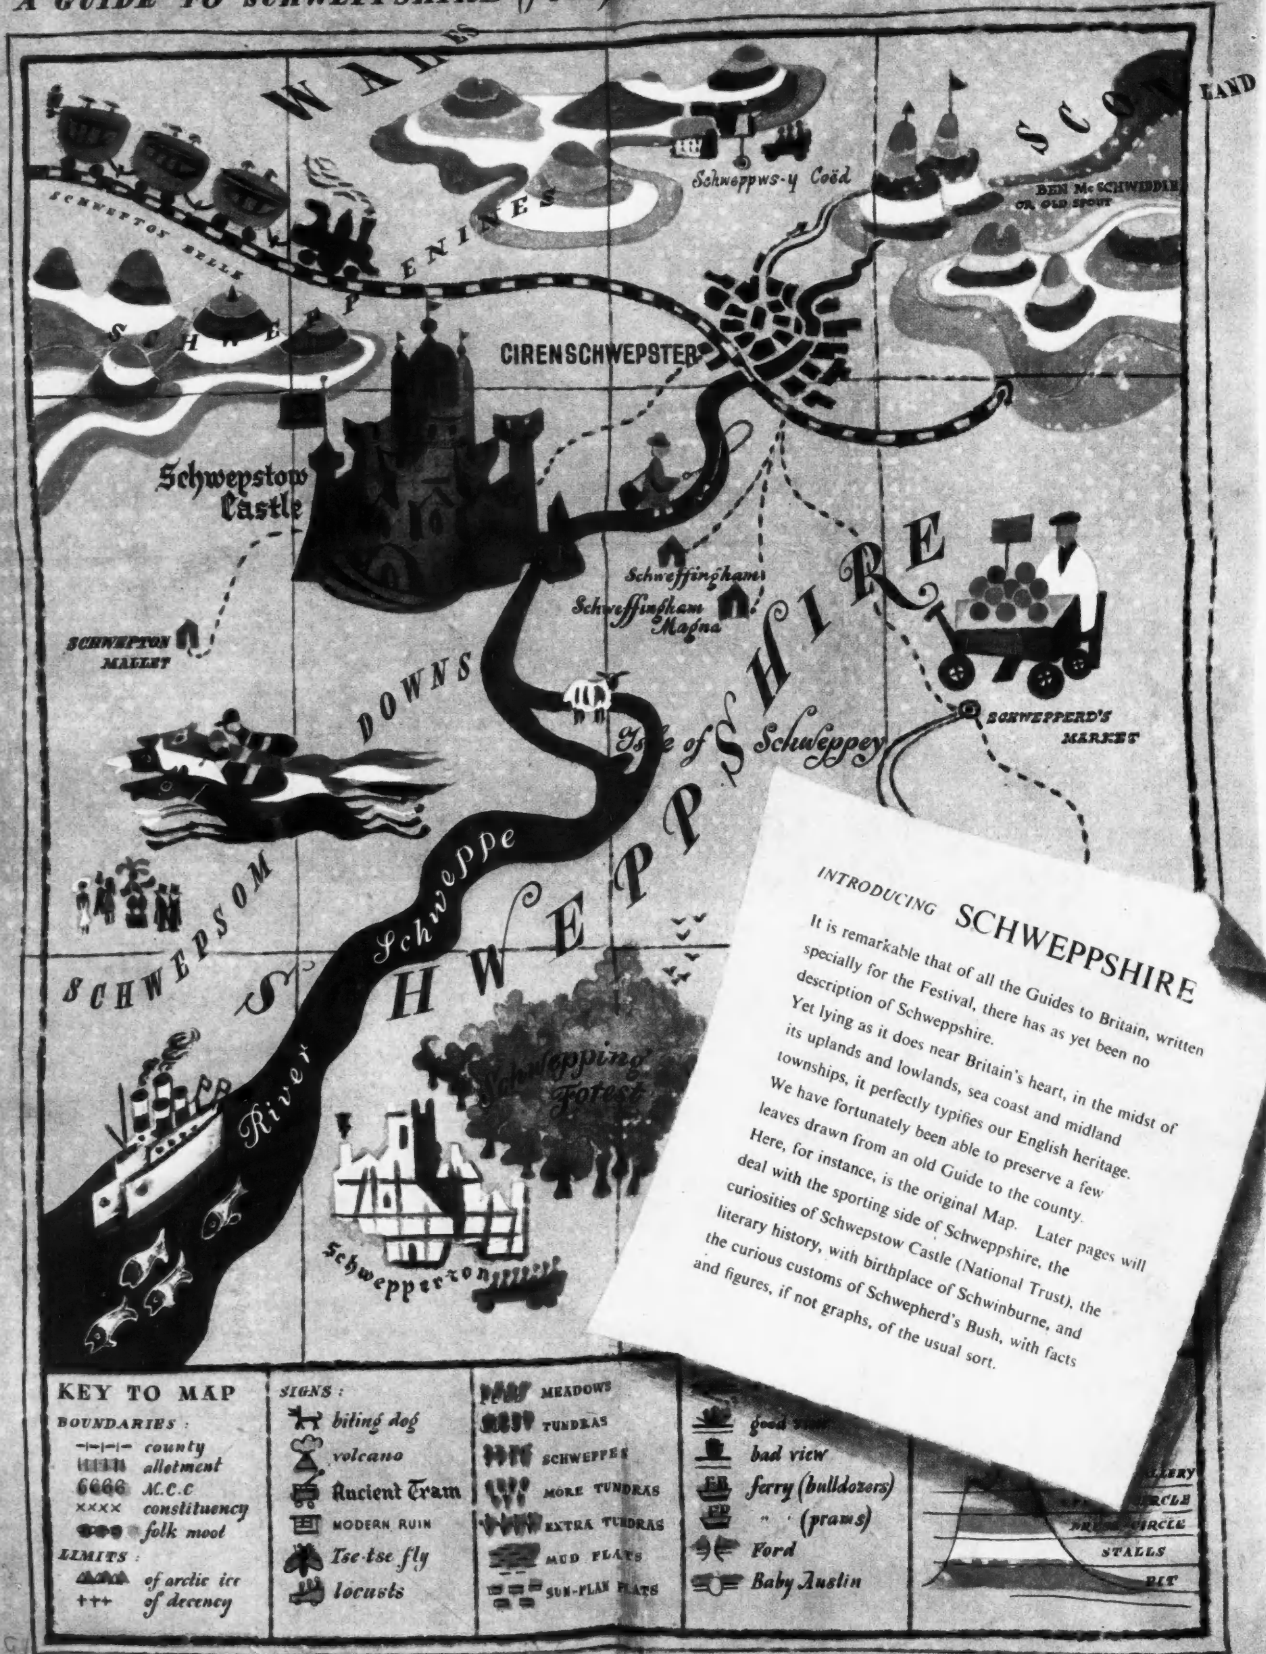 A GUIDE TO SCHWEPPSHIRE
WALES
SCOTLAND
Schweppws-y Coëd
BEN McSCHWIDDLE
OR OLD SPOUT
SCHWEPTON BELLE
SCHWEPPENINES
CIRENSCHWEPSTER
Schwepstow
Castle
Schweffingham
Schweffingham
Magna
SCHWEPTON
MALLET
SCHWEPSOM DOWNS
Isle of Schweppey
SCHWEPPERD'S
MARKET
SCHWEPPSHIRE
River Schweppe
Schwepping
Forest
Schwepperton
INTRODUCING SCHWEPPSHIRE
It is remarkable that of all the Guides to Britain, written
specially for the Festival, there has as yet been no
description of Schweppshire.
Yet lying as it does near Britain's heart, in the midst of
its uplands and lowlands, sea coast and midland
townships, it perfectly typifies our English heritage.
We have fortunately been able to preserve a few
leaves drawn from an old Guide to the county.
Here, for instance, is the original Map. Later pages will
deal with the sporting side of Schweppshire, the
curiosities of Schwepstow Castle (National Trust), the
literary history, with birthplace of Schwinburne, and
the curious customs of Schwepherd's Bush, with facts
and figures, if not graphs, of the usual sort.
KEY TO MAP
BOUNDARIES:
county
allotment
6666 M.C.C
xxxx constituency
folk moot
LIMITS:
of arctic ice
+++ of decency
SIGNS:
biting dog
volcano
Ancient Tram
MODERN RUIN
Tse-tse fly
locusts
MEADOWS
TUNDRAS
SCHWEPPES
MORE TUNDRAS
EXTRA TUNDRAS
MUD FLATS
SUN-PLAN FLATS
good view
bad view
ferry (bulldozers)
" (prams)
Ford
Baby Austin
CIRCLE
DRESS CIRCLE
STALLS
PIT